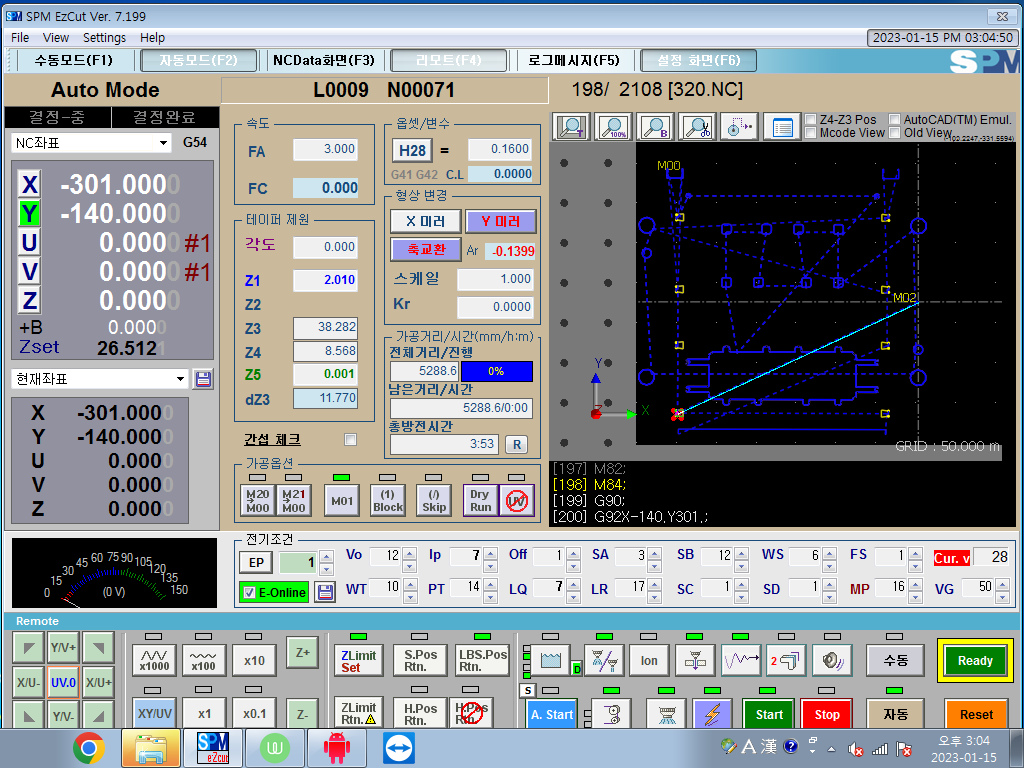 SPM EzCut Ver. 7.199
File View Settings Help
2023-01-15 PM 03:04:50
수동모드(F1) 자동모드(F2) NCData화면(F3) 리모트(F4) 로그메시지(F5) 설정 화면(F6) SPM
Auto Mode
L0009 N00071
198/ 2108 [320.NC]
결정-중 결정완료
NC좌표 G54
X -301.0000
Y -140.0000
U 0.0000 #1
V 0.0000 #1
Z 0.0000
+B 0.0000
Zset 26.5121
현재좌표
X -301.0000
Y -140.0000
U 0.0000
V 0.0000
Z 0.0000
속도
FA 3.000
FC 0.000
테이퍼 제원
각도 0.000
Z1 2.010
Z2
Z3 38.282
Z4 8.568
Z5 0.001
dZ3 11.770
간섭 체크
옵셋/변수
H28 = 0.1600
G41 G42 C.L 0.0000
형상 변경
X 미러 Y 미러
축교환 Ar -0.1399
스케일 1.000
Kr 0.0000
가공거리/시간(mm/h:m)
전체거리/진행
5288.6 0%
남은거리/시간
5288.6/0:00
총방전시간
3:53 R
가공옵션
M20 M00 M21 M00 M01 (1) Block (/) Skip Dry Run UV
T 100% B
Z4-Z3 Pos AutoCAD(TM) Emul.
Mcode View Old View
M00
M02
Y
Z X
GRID : 50.000 m
[197] M82;
[198] M84;
[199] G90;
[200] G92X-140,Y301,;
0 15 30 45 60 75 90 105 120 135 150
(0 V)
전기조건
EP 1 Vo 12 Ip 7 Off 1 SA 3 SB 12 WS 6 FS 1 Cur. v 28
E-Online WT 10 PT 14 LQ 7 LR 17 SC 1 SD 1 MP 16 VG 50
Remote
Y/V+
X/U- UV.0 X/U+
Y/V-
x1000 x100 x10 Z+
XY/UV x1 x0.1 Z-
ZLimit Set S.Pos Rtn. LBS.Pos Rtn.
ZLimit Rtn. H.Pos Rtn. H.Pos Rtn.
D Ion 2 수동 Ready
S A. Start Start Stop 자동 Reset
SPM eZcut
A 漢
오후 3:04
2023-01-15